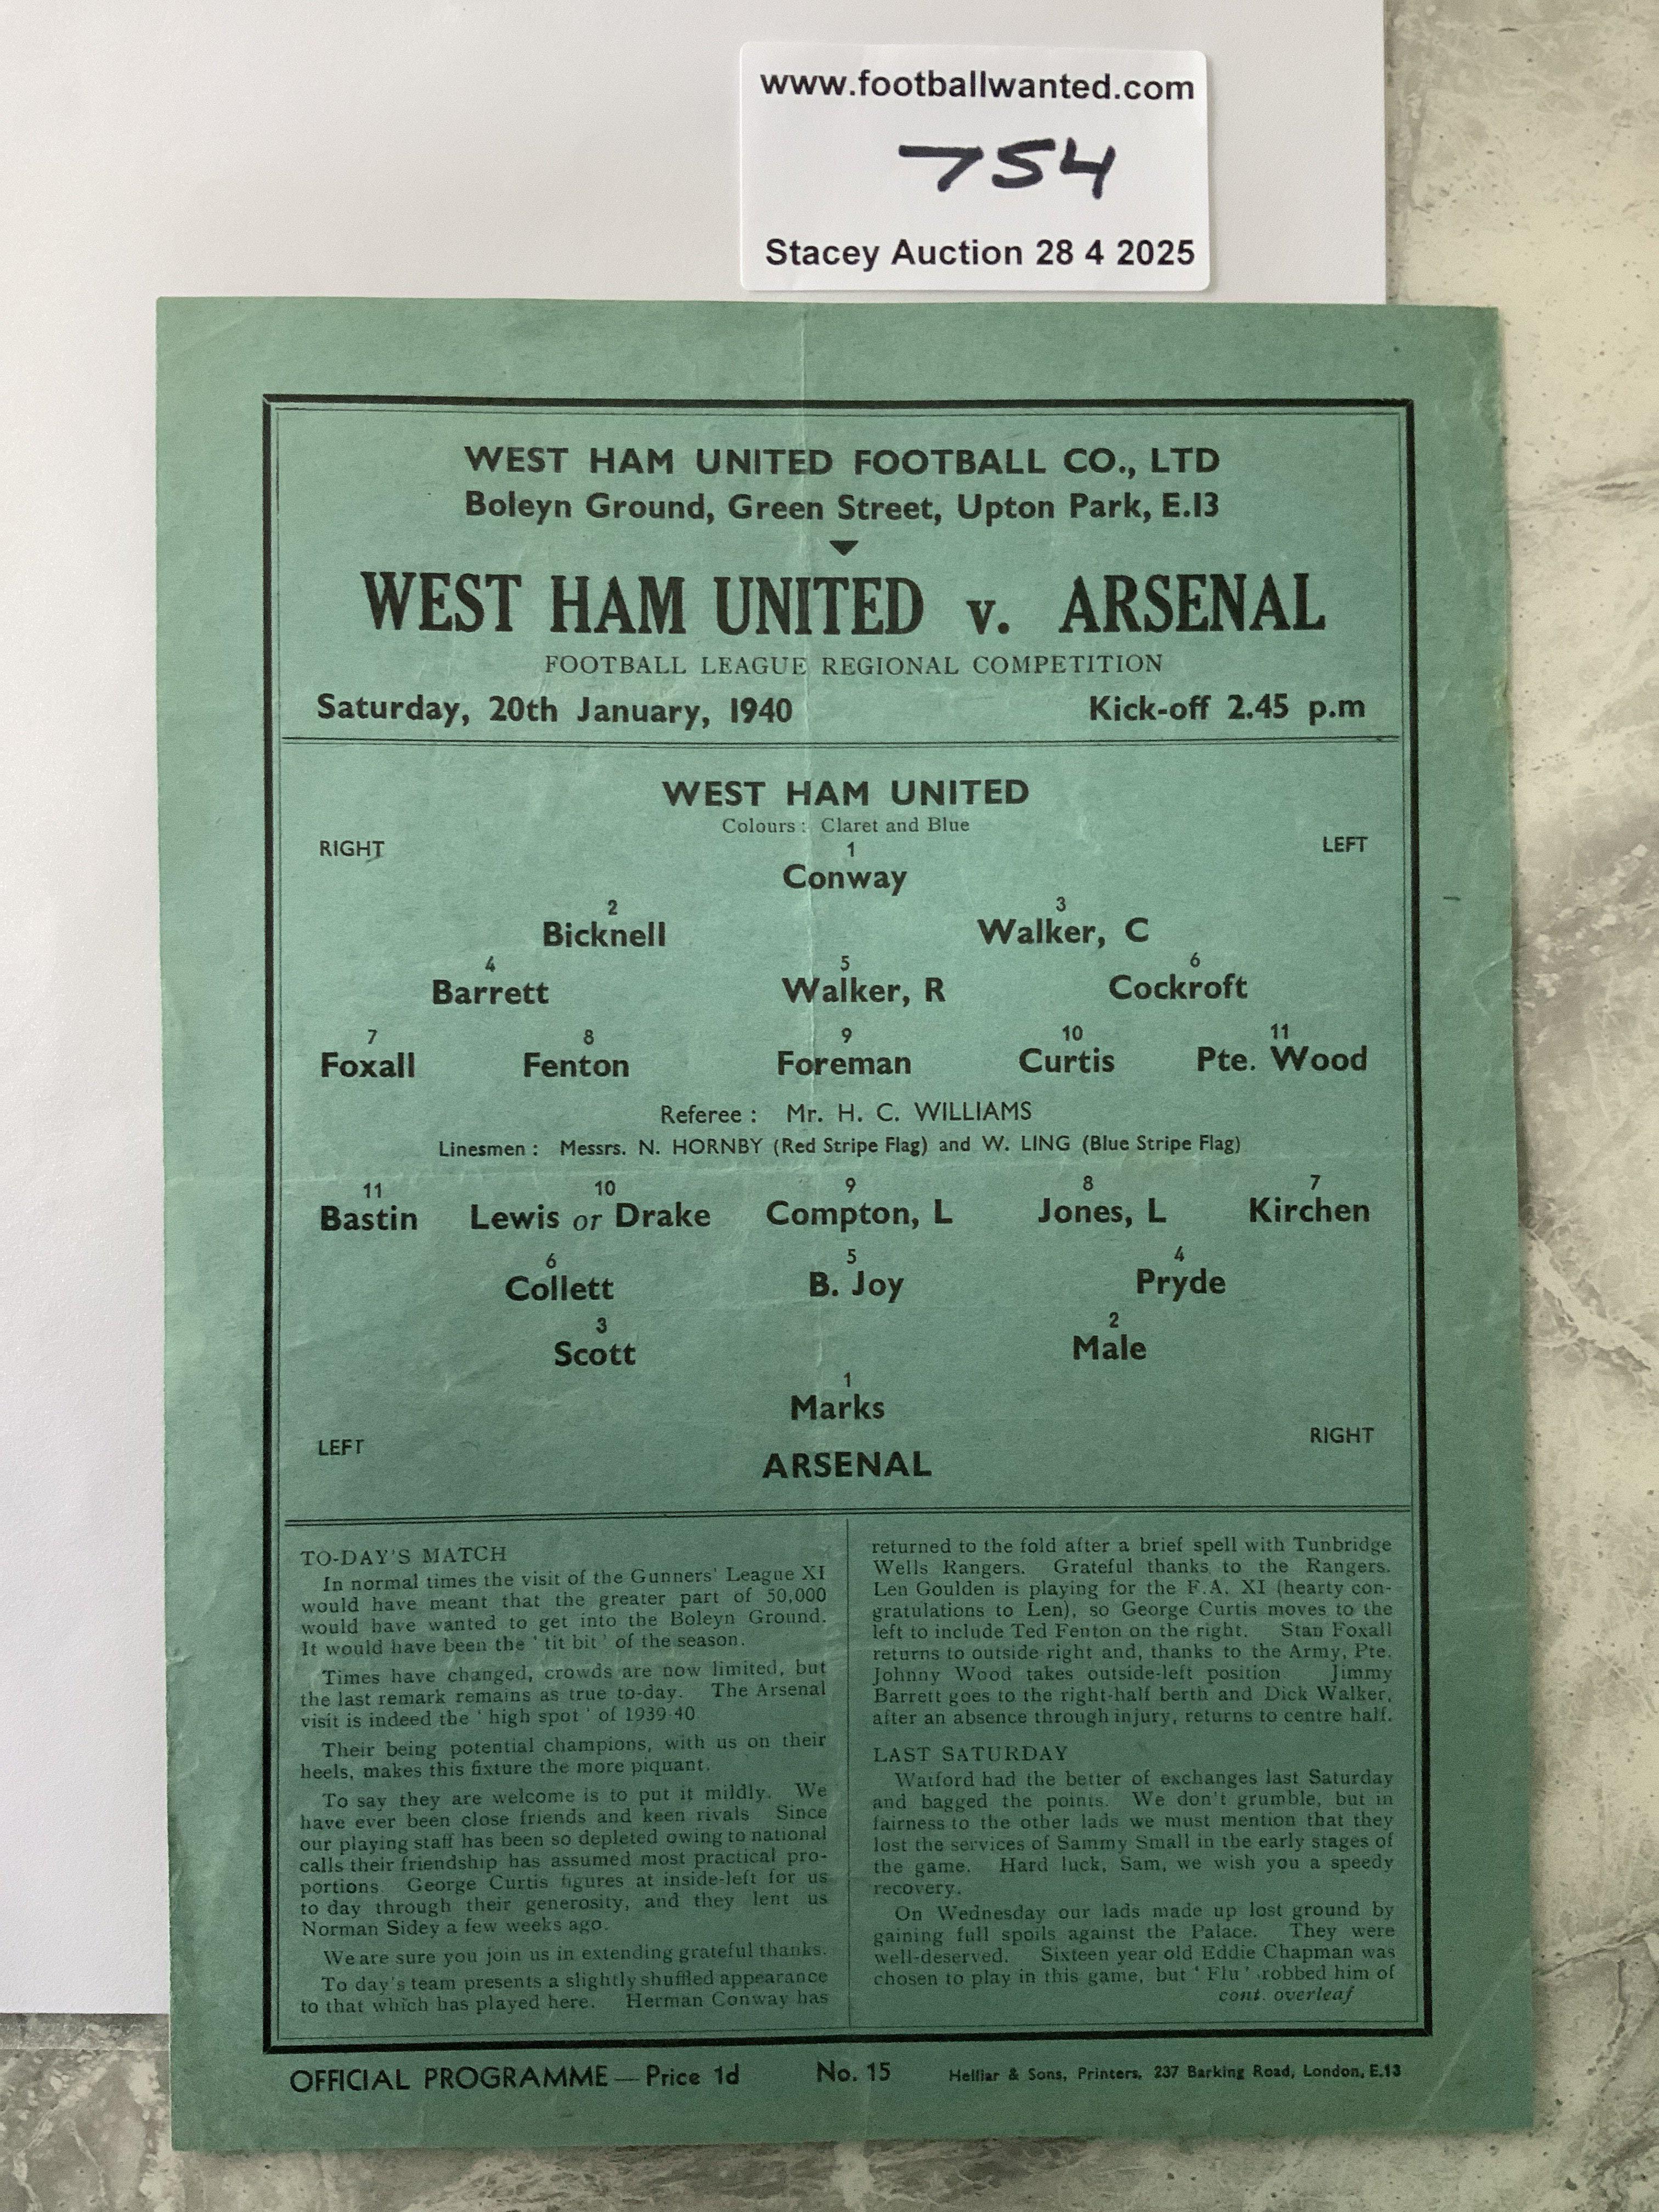 www.footballwanted.com
754
Stacey Auction 28 4 2025
WEST HAM UNITED FOOTBALL CO., LTD
Boleyn Ground, Green Street, Upton Park, E.13
WEST HAM UNITED v. ARSENAL
FOOTBALL LEAGUE REGIONAL COMPETITION
Saturday, 20th January, 1940 Kick-off 2.45 p.m
WEST HAM UNITED
Colours: Claret and Blue
RIGHT LEFT
1
Conway
2 3
Bicknell Walker, C
4 5 6
Barrett Walker, R Cockroft
7 8 9 10 11
Foxall Fenton Foreman Curtis Pte. Wood
Referee : Mr. H. C. WILLIAMS
Linesmen : Messrs. N. HORNBY (Red Stripe Flag) and W. LING (Blue Stripe Flag)
11 10 9 8 7
Bastin Lewis or Drake Compton, L Jones, L Kirchen
6 5 4
Collett B. Joy Pryde
3 2
Scott Male
1
Marks
LEFT RIGHT
ARSENAL
TO-DAY'S MATCH
In normal times the visit of the Gunners' League XI
would have meant that the greater part of 50,000
would have wanted to get into the Boleyn Ground.
It would have been the 'tit bit' of the season.
Times have changed, crowds are now limited, but
the last remark remains as true to-day. The Arsenal
visit is indeed the 'high spot' of 1939-40
Their being potential champions, with us on their
heels, makes this fixture the more piquant.
To say they are welcome is to put it mildly. We
have ever been close friends and keen rivals Since
our playing staff has been so depleted owing to national
calls their friendship has assumed most practical pro-
portions. George Curtis figures at inside-left for us
to day through their generosity, and they lent us
Norman Sidey a few weeks ago.
We are sure you join us in extending grateful thanks.
To day's team presents a slightly shuffled appearance
to that which has played here. Herman Conway has
returned to the fold after a brief spell with Tunbridge
Wells Rangers. Grateful thanks to the Rangers.
Len Goulden is playing for the F.A. XI (hearty con-
gratulations to Len), so George Curtis moves to the
left to include Ted Fenton on the right. Stan Foxall
returns to outside right and, thanks to the Army, Pte.
Johnny Wood takes outside-left position Jimmy
Barrett goes to the right-half berth and Dick Walker,
after an absence through injury, returns to centre half.
LAST SATURDAY
Watford had the better of exchanges last Saturday
and bagged the points. We don't grumble, but in
fairness to the other lads we must mention that they
lost the services of Sammy Small in the early stages of
the game. Hard luck, Sam, we wish you a speedy
recovery.
On Wednesday our lads made up lost ground by
gaining full spoils against the Palace. They were
well-deserved. Sixteen year old Eddie Chapman was
chosen to play in this game, but 'Flu' robbed him of
cont. overleaf
OFFICIAL PROGRAMME — Price 1d No. 15 Helliar & Sons, Printers, 237 Barking Road, London, E.13